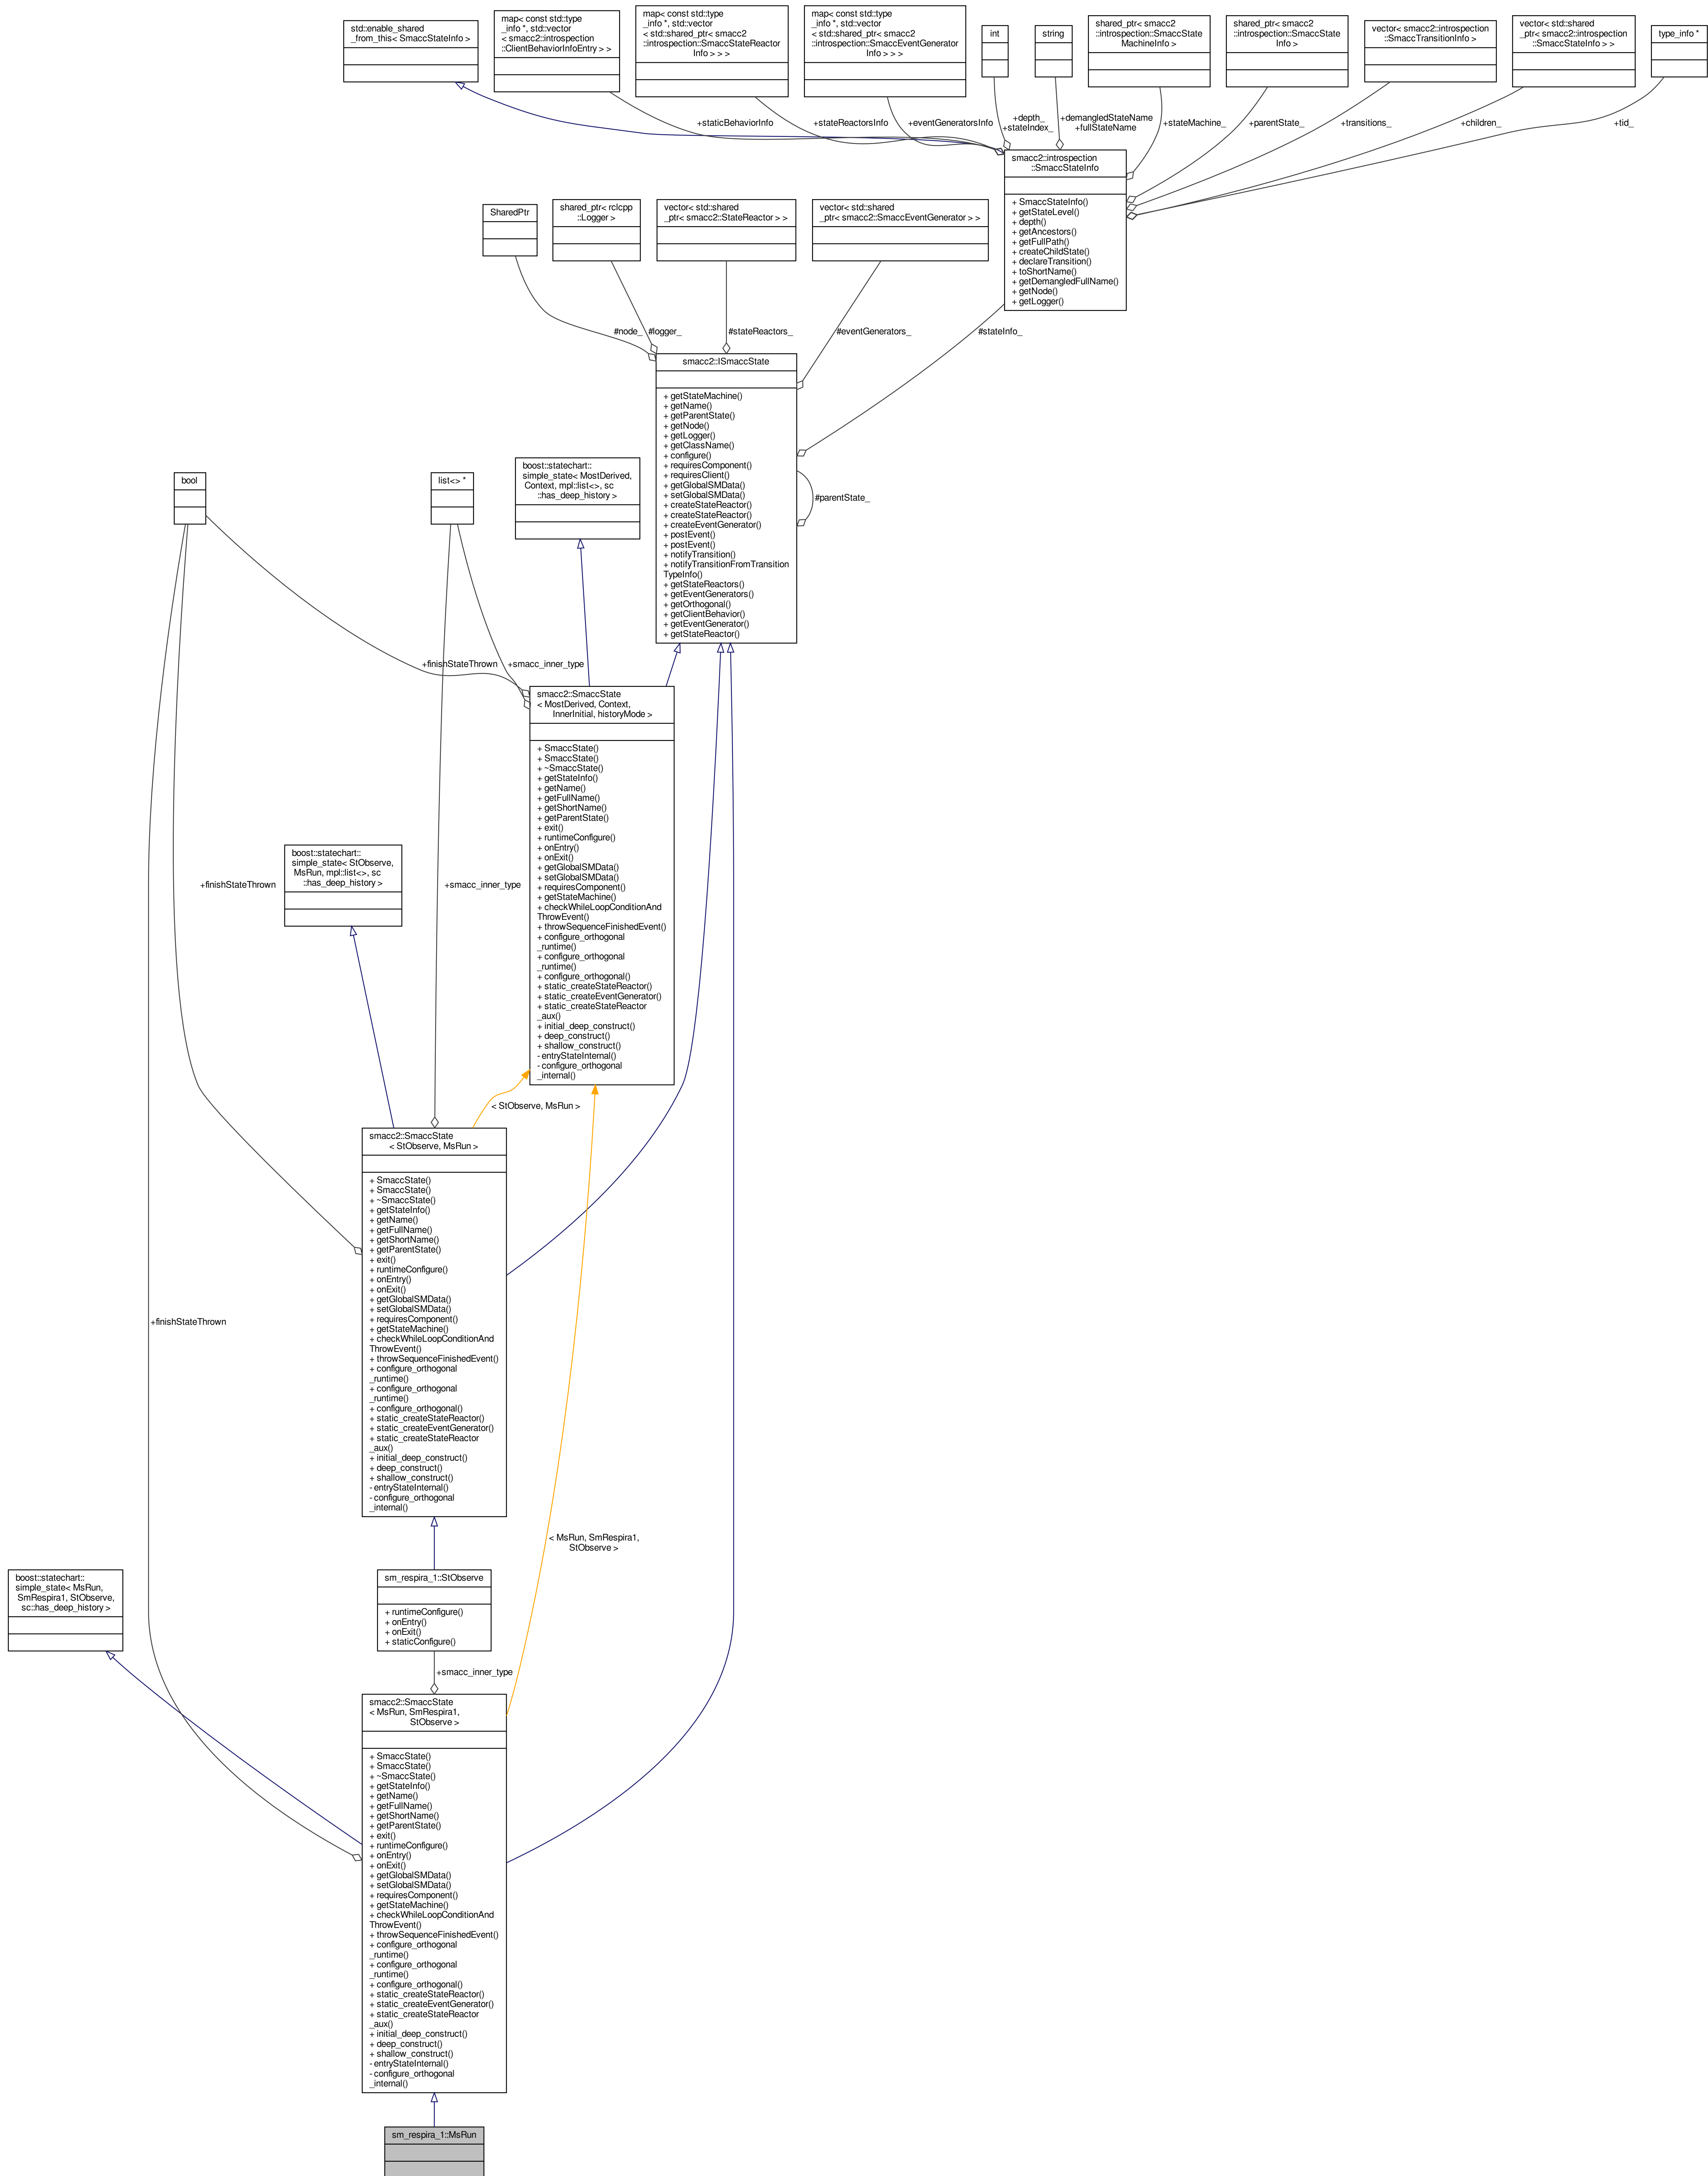 std::enable_shared
_from_this< SmaccStateInfo >
map< const std::type
_info *, std::vector
< smacc2::introspection
::ClientBehaviorInfoEntry > >
map< const std::type
_info *, std::vector
< std::shared_ptr< smacc2
::introspection::SmaccStateReactor
Info > > >
map< const std::type
_info *, std::vector
< std::shared_ptr< smacc2
::introspection::SmaccEventGenerator
Info > > >
int
string
shared_ptr< smacc2
::introspection::SmaccState
MachineInfo >
shared_ptr< smacc2
::introspection::SmaccState
Info >
vector< smacc2::introspection
::SmaccTransitionInfo >
vector< std::shared
_ptr< smacc2::introspection
::SmaccStateInfo > >
type_info *
+staticBehaviorInfo
+stateReactorsInfo
+eventGeneratorsInfo
+depth_
+stateIndex_
+demangledStateName
+fullStateName
+stateMachine_
+parentState_
+transitions_
+children_
+tid_
smacc2::introspection
::SmaccStateInfo
+ SmaccStateInfo()
+ getStateLevel()
+ depth()
+ getAncestors()
+ getFullPath()
+ createChildState()
+ declareTransition()
+ toShortName()
+ getDemangledFullName()
+ getNode()
+ getLogger()
SharedPtr
shared_ptr< rclcpp
::Logger >
vector< std::shared
_ptr< smacc2::StateReactor > >
vector< std::shared
_ptr< smacc2::SmaccEventGenerator > >
#node_
#logger_
#stateReactors_
#eventGenerators_
#stateInfo_
smacc2::ISmaccState
+ getStateMachine()
+ getName()
+ getParentState()
+ getNode()
+ getLogger()
+ getClassName()
+ configure()
+ requiresComponent()
+ requiresClient()
+ getGlobalSMData()
+ setGlobalSMData()
+ createStateReactor()
+ createStateReactor()
+ createEventGenerator()
+ postEvent()
+ postEvent()
+ notifyTransition()
+ notifyTransitionFromTransition
TypeInfo()
+ getStateReactors()
+ getEventGenerators()
+ getOrthogonal()
+ getClientBehavior()
+ getEventGenerator()
+ getStateReactor()
#parentState_
bool
list<> *
boost::statechart::
simple_state< MostDerived,
Context, mpl::list<>, sc
::has_deep_history >
+finishStateThrown
+smacc_inner_type
smacc2::SmaccState
< MostDerived, Context,
InnerInitial, historyMode >
+ SmaccState()
+ SmaccState()
+ ~SmaccState()
+ getStateInfo()
+ getName()
+ getFullName()
+ getShortName()
+ getParentState()
+ exit()
+ runtimeConfigure()
+ onEntry()
+ onExit()
+ getGlobalSMData()
+ setGlobalSMData()
+ requiresComponent()
+ getStateMachine()
+ checkWhileLoopConditionAnd
ThrowEvent()
+ throwSequenceFinishedEvent()
+ configure_orthogonal
_runtime()
+ configure_orthogonal
_runtime()
+ configure_orthogonal()
+ static_createStateReactor()
+ static_createEventGenerator()
+ static_createStateReactor
_aux()
+ initial_deep_construct()
+ deep_construct()
+ shallow_construct()
- entryStateInternal()
- configure_orthogonal
_internal()
boost::statechart::
simple_state< StObserve,
MsRun, mpl::list<>, sc
::has_deep_history >
+finishStateThrown
+smacc_inner_type
< StObserve, MsRun >
smacc2::SmaccState
< StObserve, MsRun >
+ SmaccState()
+ SmaccState()
+ ~SmaccState()
+ getStateInfo()
+ getName()
+ getFullName()
+ getShortName()
+ getParentState()
+ exit()
+ runtimeConfigure()
+ onEntry()
+ onExit()
+ getGlobalSMData()
+ setGlobalSMData()
+ requiresComponent()
+ getStateMachine()
+ checkWhileLoopConditionAnd
ThrowEvent()
+ throwSequenceFinishedEvent()
+ configure_orthogonal
_runtime()
+ configure_orthogonal
_runtime()
+ configure_orthogonal()
+ static_createStateReactor()
+ static_createEventGenerator()
+ static_createStateReactor
_aux()
+ initial_deep_construct()
+ deep_construct()
+ shallow_construct()
- entryStateInternal()
- configure_orthogonal
_internal()
+finishStateThrown
< MsRun, SmRespira1,
StObserve >
boost::statechart::
simple_state< MsRun,
SmRespira1, StObserve,
sc::has_deep_history >
sm_respira_1::StObserve
+ runtimeConfigure()
+ onEntry()
+ onExit()
+ staticConfigure()
+smacc_inner_type
smacc2::SmaccState
< MsRun, SmRespira1,
StObserve >
+ SmaccState()
+ SmaccState()
+ ~SmaccState()
+ getStateInfo()
+ getName()
+ getFullName()
+ getShortName()
+ getParentState()
+ exit()
+ runtimeConfigure()
+ onEntry()
+ onExit()
+ getGlobalSMData()
+ setGlobalSMData()
+ requiresComponent()
+ getStateMachine()
+ checkWhileLoopConditionAnd
ThrowEvent()
+ throwSequenceFinishedEvent()
+ configure_orthogonal
_runtime()
+ configure_orthogonal
_runtime()
+ configure_orthogonal()
+ static_createStateReactor()
+ static_createEventGenerator()
+ static_createStateReactor
_aux()
+ initial_deep_construct()
+ deep_construct()
+ shallow_construct()
- entryStateInternal()
- configure_orthogonal
_internal()
sm_respira_1::MsRun